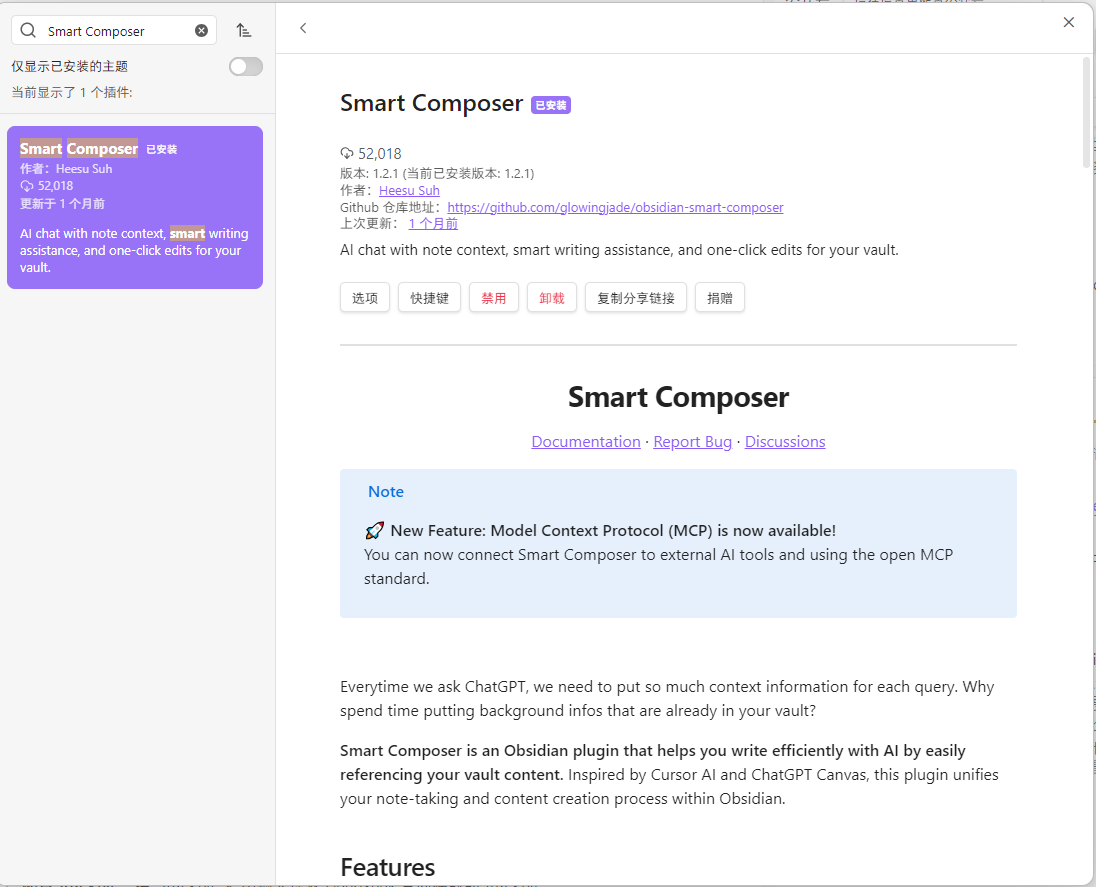 Smart Composer
仅显示已安装的主题
当前显示了 1 个插件:
Smart Composer 已安装
作者：Heesu Suh
52,018
更新于 1 个月前
AI chat with note context, smart writing
assistance, and one-click edits for your
vault.
Smart Composer 已安装
52,018
版本: 1.2.1 (当前已安装版本: 1.2.1)
作者：Heesu Suh
Github 仓库地址：https://github.com/glowingjade/obsidian-smart-composer
上次更新： 1 个月前
AI chat with note context, smart writing assistance, and one-click edits for your vault.
选项 快捷键 禁用 卸载 复制分享链接 捐赠
Smart Composer
Documentation · Report Bug · Discussions
Note
🚀 New Feature: Model Context Protocol (MCP) is now available!
You can now connect Smart Composer to external AI tools and using the open MCP
standard.
Everytime we ask ChatGPT, we need to put so much context information for each query. Why
spend time putting background infos that are already in your vault?
Smart Composer is an Obsidian plugin that helps you write efficiently with AI by easily
referencing your vault content. Inspired by Cursor AI and ChatGPT Canvas, this plugin unifies
your note-taking and content creation process within Obsidian.
Features